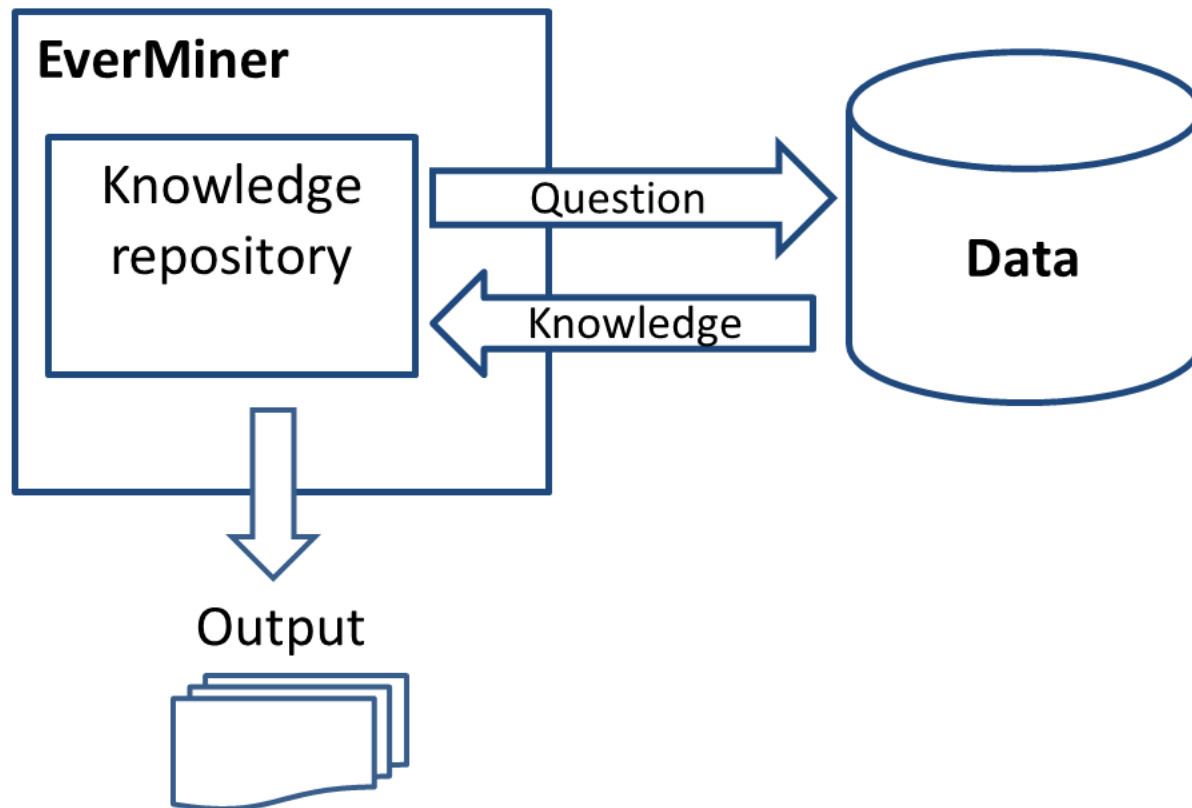 EverMiner
Knowledge
repository
Question
Knowledge
Data
Output